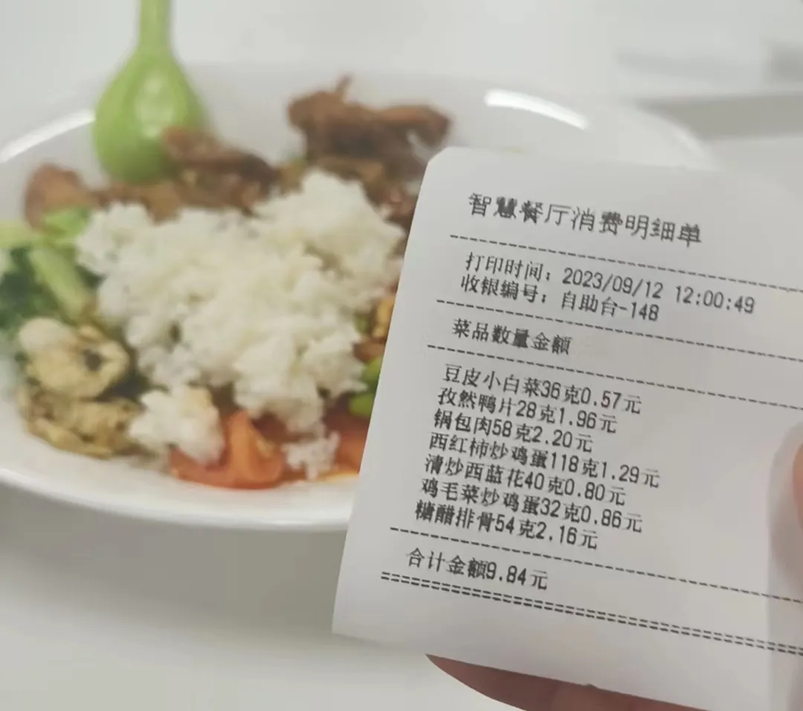 智慧餐厅消费明细单
打印时间：2023/09/12 12:00:49
收银编号：自助台-148
菜品数量金额
豆皮小白菜36克0.57元
孜然鸭片28克1.96元
锅包肉58克2.20元
西红柿炒鸡蛋118克1.29元
清炒西蓝花40克0.80元
鸡毛菜炒鸡蛋32克0.86元
糖醋排骨54克2.16元
合计金額9.84元